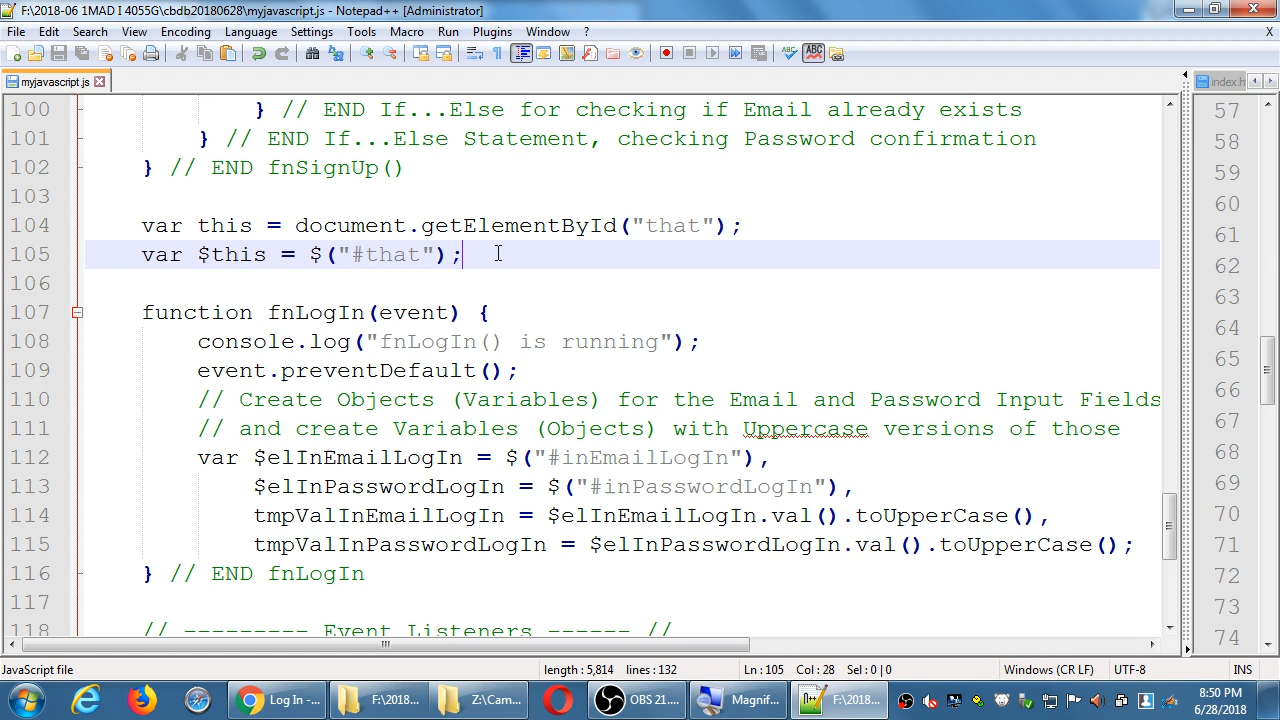 F:\2018-06 1MAD I 4055G\cbdb20180628\myjavascript.js - Notepad++ [Administrator]
File Edit Search View Encoding Language Settings Tools Macro Run Plugins Window ? X
myjavascript.js
100 } // END If...Else for checking if Email already exists
101 } // END If...Else Statement, checking Password confirmation
102 } // END fnSignUp()
103
104 var this = document.getElementById("that");
105 var $this = $("#that");
106
107 function fnLogIn(event) {
108 console.log("fnLogIn() is running");
109 event.preventDefault();
110 // Create Objects (Variables) for the Email and Password Input Fields
111 // and create Variables (Objects) with Uppercase versions of those
112 var $elInEmailLogIn = $("#inEmailLogIn"),
113 $elInPasswordLogIn = $("#inPasswordLogIn"),
114 tmpValInEmailLogIn = $elInEmailLogIn.val().toUpperCase(),
115 tmpValInPasswordLogIn = $elInPasswordLogIn.val().toUpperCase();
116 } // END fnLogIn
117
118 // --------- Event Listeners ------ //
index.h
57
58
59
60
61
62
63
64
65
66
67
68
69
70
71
72
73
74
JavaScript file length : 5,814 lines : 132 Ln : 105 Col : 28 Sel : 0 | 0 Windows (CR LF) UTF-8 INS
Log In -... F:\2018... Z:\Cam... OBS 21.... Magnif... F:\2018... 8:50 PM
6/28/2018